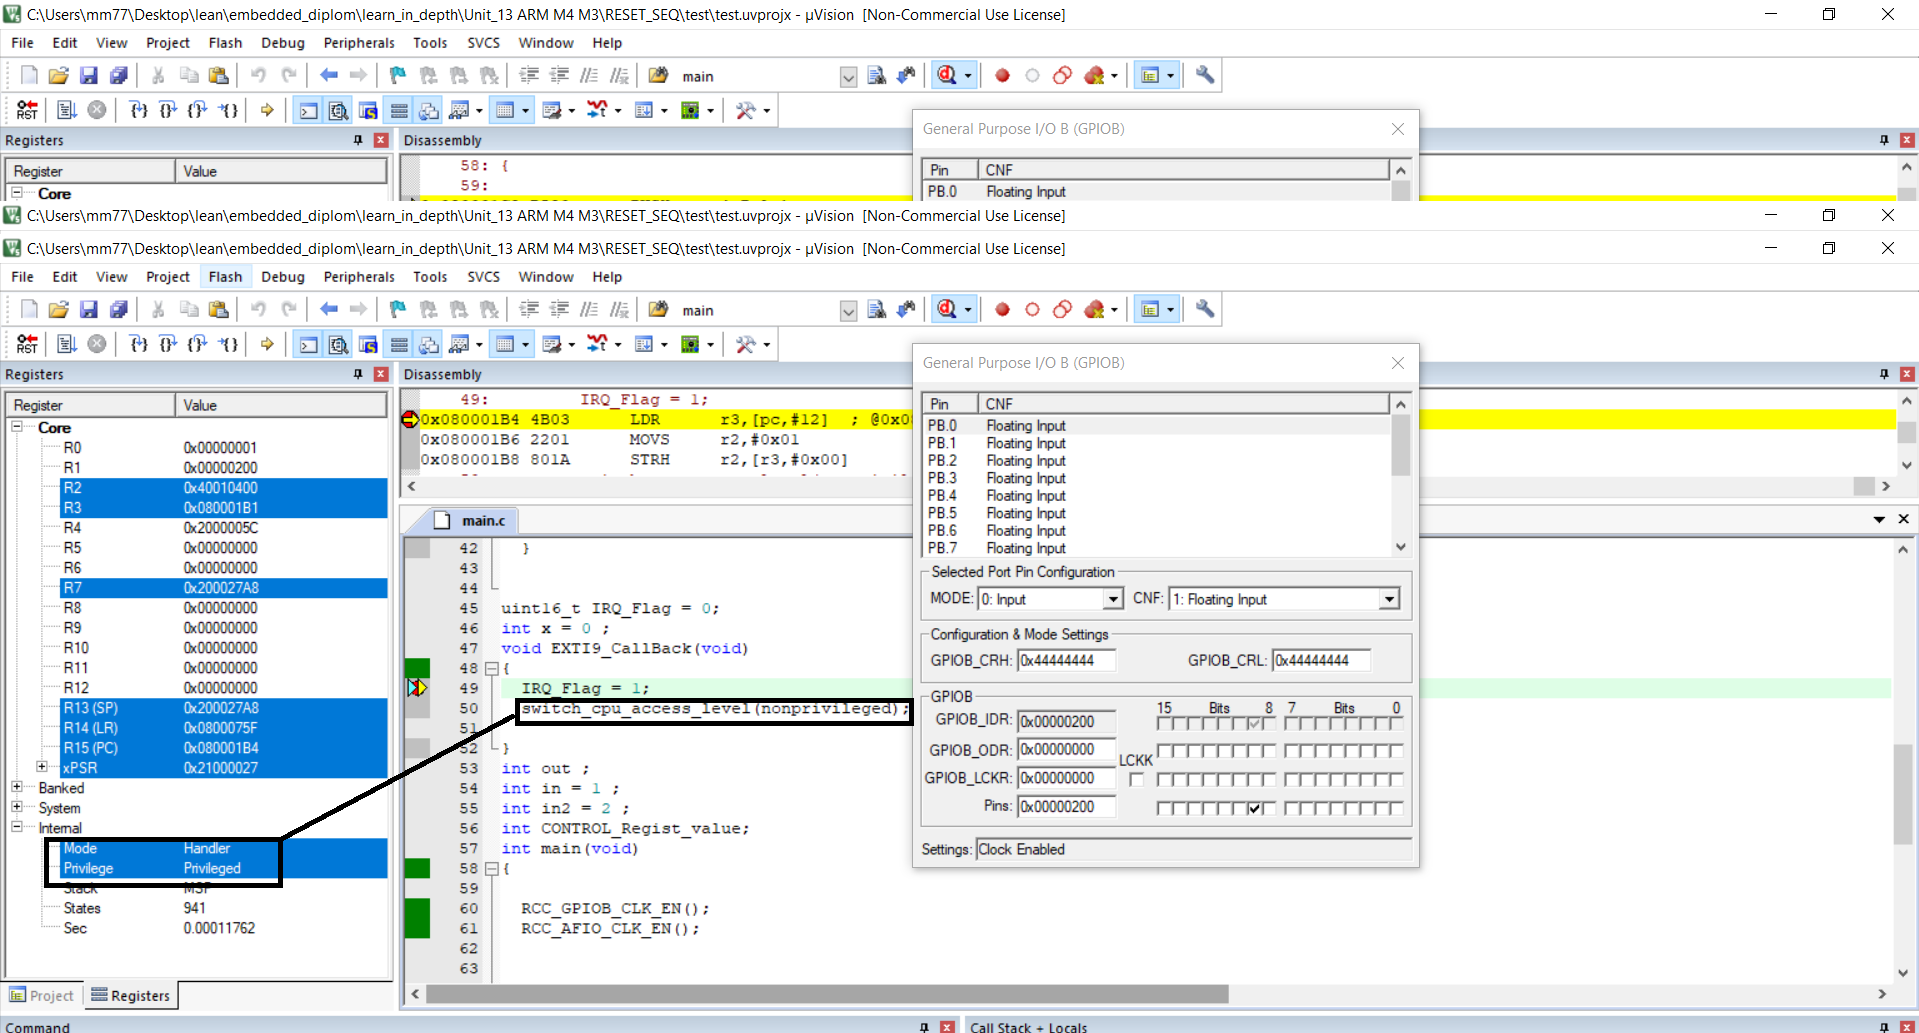 C:\Users\mm77\Desktop\lean\embedded_diplom\learn_in_depth\Unit_13 ARM M4 M3\RESET_SEQ\test\test.uvprojx - µVision [Non-Commercial Use License]
File Edit View Project Flash Debug Peripherals Tools SVCS Window Help
main
RST
Registers
Disassembly
General Purpose I/O B (GPIOB)
Register Value
Core
58: {
59:
Pin CNF
PB.0 Floating Input
C:\Users\mm77\Desktop\lean\embedded_diplom\learn_in_depth\Unit_13 ARM M4 M3\RESET_SEQ\test\test.uvprojx - µVision [Non-Commercial Use License]
C:\Users\mm77\Desktop\lean\embedded_diplom\learn_in_depth\Unit_13 ARM M4 M3\RESET_SEQ\test\test.uvprojx - µVision [Non-Commercial Use License]
File Edit View Project Flash Debug Peripherals Tools SVCS Window Help
main
RST
Registers
Register Value
Core
R0 0x00000001
R1 0x00000200
R2 0x40010400
R3 0x080001B1
R4 0x2000005C
R5 0x00000000
R6 0x00000000
R7 0x200027A8
R8 0x00000000
R9 0x00000000
R10 0x00000000
R11 0x00000000
R12 0x00000000
R13 (SP) 0x200027A8
R14 (LR) 0x0800075F
R15 (PC) 0x080001B4
xPSR 0x21000027
Banked
System
Internal
Mode Handler
Privilege Privileged
Stack MSP
States 941
Sec 0.00011762
Project Registers
Disassembly
49: IRQ_Flag = 1;
0x080001B4 4B03 LDR r3,[pc,#12] ; @0x0
0x080001B6 2201 MOVS r2,#0x01
0x080001B8 801A STRH r2,[r3,#0x00]
main.c
42 }
43
44
45 uint16_t IRQ_Flag = 0;
46 int x = 0 ;
47 void EXTI9_CallBack(void)
48 {
49 IRQ_Flag = 1;
50 switch_cpu_access_level(nonprivileged);
51
52 }
53 int out ;
54 int in = 1 ;
55 int in2 = 2 ;
56 int CONTROL_Regist_value;
57 int main(void)
58 {
59
60 RCC_GPIOB_CLK_EN();
61 RCC_AFIO_CLK_EN();
62
63
General Purpose I/O B (GPIOB)
Pin CNF
PB.0 Floating Input
PB.1 Floating Input
PB.2 Floating Input
PB.3 Floating Input
PB.4 Floating Input
PB.5 Floating Input
PB.6 Floating Input
PB.7 Floating Input
Selected Port Pin Configuration
MODE: 0: Input CNF: 1: Floating Input
Configuration & Mode Settings
GPIOB_CRH: 0x44444444 GPIOB_CRL: 0x44444444
GPIOB
15 Bits 8 7 Bits 0
GPIOB_IDR: 0x00000200
GPIOB_ODR: 0x00000000
LCKK
GPIOB_LCKR: 0x00000000
Pins: 0x00000200
Settings: Clock Enabled
Command
Call Stack + Locals